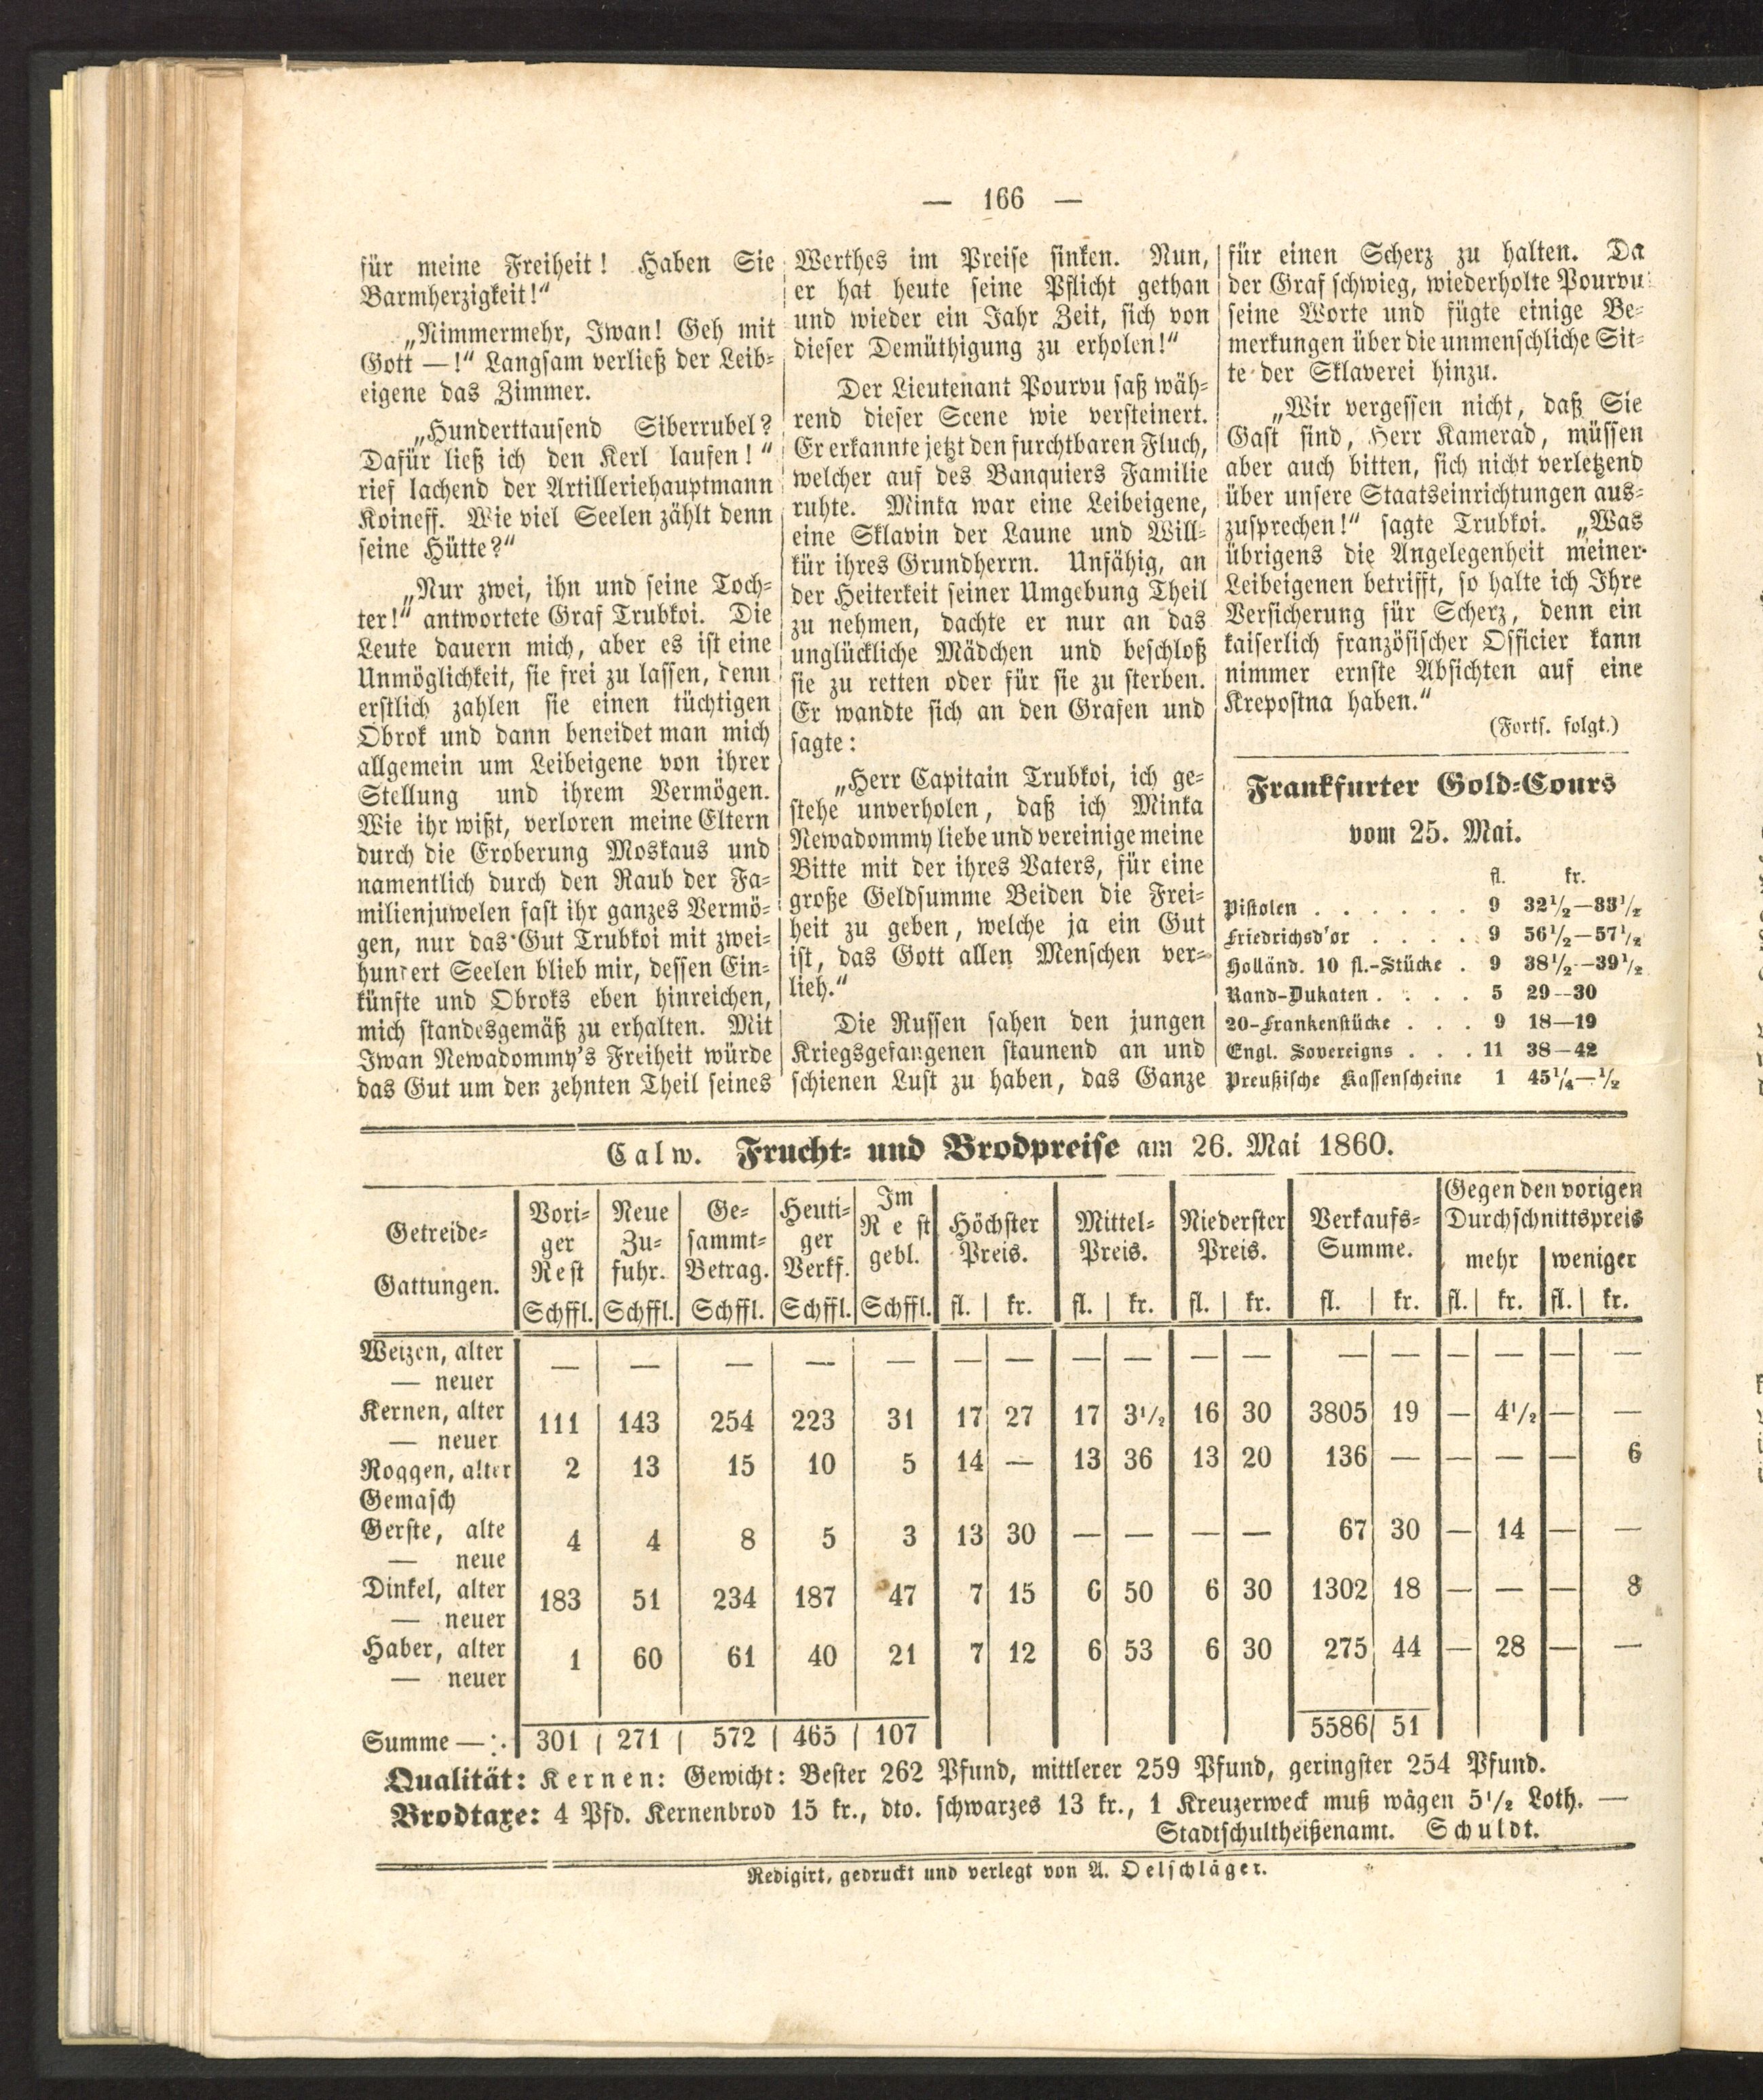 — 166 —
für meine Freiheit! Haben Sie
Barmherzigkeit!“
„Nimmermehr, Iwan! Geh mit
Gott —!“ Langsam verließ der Leib-
eigene das Zimmer.
„Hunderttausend Siberrubel?
Dafür ließ ich den Kerl laufen!“
rief lachend der Artilleriehauptmann
Koineff. Wie viel Seelen zählt denn
seine Hütte?“
„Nur zwei, ihn und seine Toch-
ter!“ antwortete Graf Trubkoi. Die
Leute dauern mich, aber es ist eine
Unmöglichkeit, sie frei zu lassen, denn
erstlich zahlen sie einen tüchtigen
Obrok und dann beneidet man mich
allgemein um Leibeigene von ihrer
Stellung und ihrem Vermögen.
Wie ihr wißt, verloren meine Eltern
durch die Eroberung Moskaus und
namentlich durch den Raub der Fa-
milienjuwelen fast ihr ganzes Vermö-
gen, nur das Gut Trubkoi mit zwei-
hundert Seelen blieb mir, dessen Ein-
künfte und Obroks eben hinreichen,
mich standesgemäß zu erhalten. Mit
Iwan Newadommy's Freiheit würde
das Gut um den zehnten Theil seines
Werthes im Preise sinken. Nun,
er hat heute seine Pflicht gethan
und wieder ein Jahr Zeit, sich von
dieser Demüthigung zu erholen!“
Der Lieutenant Pourvu saß wäh-
rend dieser Scene wie versteinert.
Er erkannte jetzt den furchtbaren Fluch,
welcher auf des Banquiers Familie
ruhte. Minka war eine Leibeigene,
eine Sklavin der Laune und Will-
kür ihres Grundherrn. Unfähig, an
der Heiterkeit seiner Umgebung Theil
zu nehmen, dachte er nur an das
unglückliche Mädchen und beschloß
sie zu retten oder für sie zu sterben.
Er wandte sich an den Grafen und
sagte:
„Herr Capitain Trubkoi, ich ge-
stehe unverholen, daß ich Minka
Newadommy liebe und vereinige meine
Bitte mit der ihres Vaters, für eine
große Geldsumme Beiden die Frei-
heit zu geben, welche ja ein Gut
ist, das Gott allen Menschen ver-
lieh.“
Die Russen sahen den jungen
Kriegsgefangenen staunend an und
schienen Lust zu haben, das Ganze
für einen Scherz zu halten. Da
der Graf schwieg, wiederholte Pourvu
seine Worte und fügte einige Be-
merkungen über die unmenschliche Sit-
te der Sklaverei hinzu.
„Wir vergessen nicht, daß Sie
Gast sind, Herr Kamerad, müssen
aber auch bitten, sich nicht verletzend
über unsere Staatseinrichtungen aus-
zusprechen!“ sagte Trubkoi. „Was
übrigens die Angelegenheit meiner
Leibeigenen betrifft, so halte ich Ihre
Versicherung für Scherz, denn ein
kaiserlich französischer Officier kann
nimmer ernste Absichten auf eine
Krepostna haben.“
(Forts. folgt.)
Frankfurter Gold-Cours
vom 25. Mai.
fl. kr.
Pistolen . . . . . . 9 32½—33½
Friedrichsd'or . . . . 9 56½—57½
Holländ. 10 fl.-Stücke . 9 38½—39½
Rand-Dukaten . . . . 5 29—30
20-Frankenstücke . . . 9 18—19
Engl. Sovereigns . . . 11 38—42
Preußische Kassenscheine 1 45¼—½
Calw. Frucht- und Brodpreise am 26. Mai 1860.
Getreide-Gattungen. | Vori-ger Rest | Neue Zu-fuhr. | Ge-sammt-Betrag. | Heuti-ger Verkf. | Im Rest gebl. | Höchster Preis. | Mittel-Preis. | Niederster Preis. | Verkaufs-Summe. | Gegen den vorigen Durchschnittspreis mehr | weniger
Schffl. | Schffl. | Schffl. | Schffl. | Schffl. | fl. | kr. | fl. | kr. | fl. | kr. | fl. | kr. | fl. | kr. | fl. | kr.
Weizen, alter — — — — — — — — — — — — — — — — —
— neuer
Kernen, alter 111 143 254 223 31 17 27 17 3½ 16 30 3805 19 — 4½ — —
— neuer
Roggen, alter 2 13 15 10 5 14 — 13 36 13 20 136 — — — — 6
Gemasch
Gerste, alte 4 4 8 5 3 13 30 — — — — 67 30 — 14 — —
— neue
Dinkel, alter 183 51 234 187 47 7 15 6 50 6 30 1302 18 — — — 8
— neuer
Haber, alter 1 60 61 40 21 7 12 6 53 6 30 275 44 — 28 — —
— neuer
Summe —:. 301 271 572 465 107 5586 51
Qualität: Kernen: Gewicht: Bester 262 Pfund, mittlerer 259 Pfund, geringster 254 Pfund.
Brodtaxe: 4 Pfd. Kernenbrod 15 kr., dto. schwarzes 13 kr., 1 Kreuzerweck muß wägen 5½ Loth. —
Stadtschultheißenamt. Schuldt.
Redigirt, gedruckt und verlegt von A. Oelschläger.